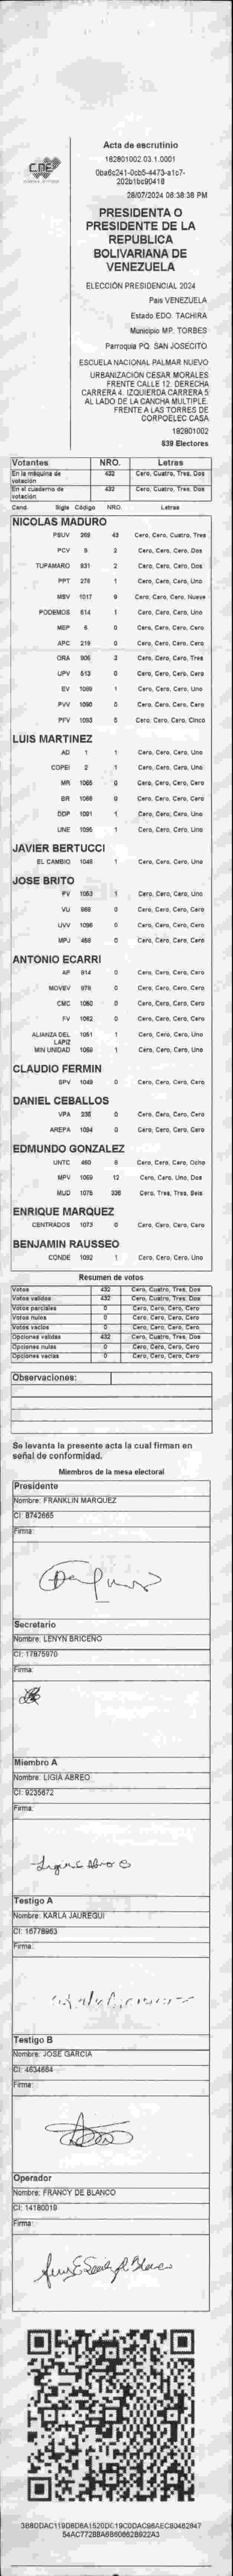 CNE
Acta de escrutinio
182801002.03.1.0001
0ba6c241-0cb5-4473-a1c7-
202b1bc90418
28/07/2024 06:38:38 PM
PRESIDENTA O
PRESIDENTE DE LA
REPUBLICA
BOLIVARIANA DE
VENEZUELA
ELECCIÓN PRESIDENCIAL 2024
Pais VENEZUELA
Estado EDO. TACHIRA
Municipio MP. TORBES
Parroquia PQ. SAN JOSECITO
ESCUELA NACIONAL PALMAR NUEVO
URBANIZACIÓN CESAR MORALES
FRENTE CALLE 12. DERECHA
CARRERA 4. IZQUIERDA CARRERA 5
AL LADO DE LA CANCHA MULTIPLE.
FRENTE A LAS TORRES DE
CORPOELEC CASA
182801002
839 Electores
Votantes NRO. Letras
En la máquina de votación 432 Cero, Cuatro, Tres, Dos
En el cuaderno de votación 432 Cero, Cuatro, Tres, Dos
Cand. Sigla Código NRO. Letras
NICOLAS MADURO
PSUV 269 43 Cero, Cero, Cuatro, Tres
PCV 2 Cero, Cero, Cero, Dos
TUPAMARO 931 2 Cero, Cero, Cero, Dos
PPT 276 1 Cero, Cero, Cero, Uno
MSV 1017 9 Cero, Cero, Cero, Nueve
PODEMOS 614 1 Cero, Cero, Cero, Uno
MEP 6 0 Cero, Cero, Cero, Cero
APC 219 0 Cero, Cero, Cero, Cero
ORA 906 3 Cero, Cero, Cero, Tres
UPV 513 0 Cero, Cero, Cero, Cero
EV 1089 1 Cero, Cero, Cero, Uno
PVV 1090 0 Cero, Cero, Cero, Cero
PFV 1093 5 Cero, Cero, Cero, Cinco
LUIS MARTINEZ
AD 1 1 Cero, Cero, Cero, Uno
COPEI 2 1 Cero, Cero, Cero, Uno
MR 1065 0 Cero, Cero, Cero, Cero
BR 1066 0 Cero, Cero, Cero, Cero
DDP 1091 1 Cero, Cero, Cero, Uno
UNE 1095 1 Cero, Cero, Cero, Uno
JAVIER BERTUCCI
EL CAMBIO 1048 1 Cero, Cero, Cero, Uno
JOSE BRITO
PV 1053 1 Cero, Cero, Cero, Uno
VU 969 0 Cero, Cero, Cero, Cero
UVV 1096 0 Cero, Cero, Cero, Cero
MPJ 458 0 Cero, Cero, Cero, Cero
ANTONIO ECARRI
AP 914 0 Cero, Cero, Cero, Cero
MOVEV 979 0 Cero, Cero, Cero, Cero
CMC 1050 0 Cero, Cero, Cero, Cero
FV 1062 0 Cero, Cero, Cero, Cero
ALIANZA DEL LAPIZ 1051 1 Cero, Cero, Cero, Uno
MIN UNIDAD 1069 1 Cero, Cero, Cero, Uno
CLAUDIO FERMIN
SPV 1049 0 Cero, Cero, Cero, Cero
DANIEL CEBALLOS
VPA 235 0 Cero, Cero, Cero, Cero
AREPA 1094 0 Cero, Cero, Cero, Cero
EDMUNDO GONZALEZ
UNTC 460 8 Cero, Cero, Cero, Ocho
MPV 1059 12 Cero, Cero, Uno, Dos
MUD 1075 336 Cero, Tres, Tres, Seis
ENRIQUE MARQUEZ
CENTRADOS 1073 0 Cero, Cero, Cero, Cero
BENJAMIN RAUSSEO
CONDE 1092 1 Cero, Cero, Cero, Uno
Resumen de votos
Votos 432 Cero, Cuatro, Tres, Dos
Votos validos 432 Cero, Cuatro, Tres, Dos
Votos parciales 0 Cero, Cero, Cero, Cero
Votos nulos 0 Cero, Cero, Cero, Cero
Votos vacios 0 Cero, Cero, Cero, Cero
Opciones validas 432 Cero, Cuatro, Tres, Dos
Opciones nulas 0 Cero, Cero, Cero, Cero
Opciones vacias 0 Cero, Cero, Cero, Cero
Observaciones:
Se levanta la presente acta la cual firman en
señal de conformidad.
Miembros de la mesa electoral
Presidente
Nombre: FRANKLIN MARQUEZ
CI: 8742665
Firma:
Secretario
Nombre: LENYN BRICEÑO
CI: 17875970
Firma:
Miembro A
Nombre: LIGIA ABREO
CI: 9235672
Firma:
Ligia C Abreo
Testigo A
Nombre: KARLA JAUREGUI
CI: 16778963
Firma:
Testigo B
Nombre: JOSE GARCIA
CI: 4634664
Firma:
Operador
Nombre: FRANCY DE BLANCO
CI: 14180019
Firma: